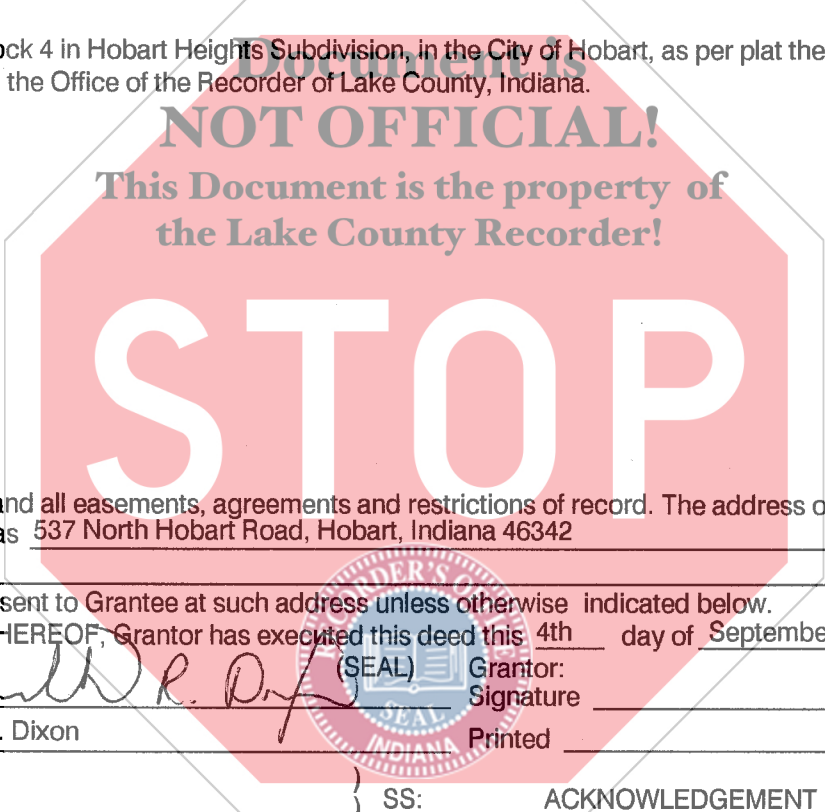 ock 4 in Hobart Heights Subdivision, in the City of Hobart, as per plat the
the Office of the Recorder of Lake County, Indiana.
Document is
NOT OFFICIAL!
This Document is the property of
the Lake County Recorder!
STOP
and all easements, agreements and restrictions of record. The address o
as 537 North Hobart Road, Hobart, Indiana 46342
sent to Grantee at such address unless otherwise indicated below.
HEREOF, Grantor has executed this deed this 4th day of Septembe
(SEAL) Grantor:
R. Signature
. Dixon Printed
RECORDER'S OFFICE
SEAL
INDIANA
SS: ACKNOWLEDGEMENT